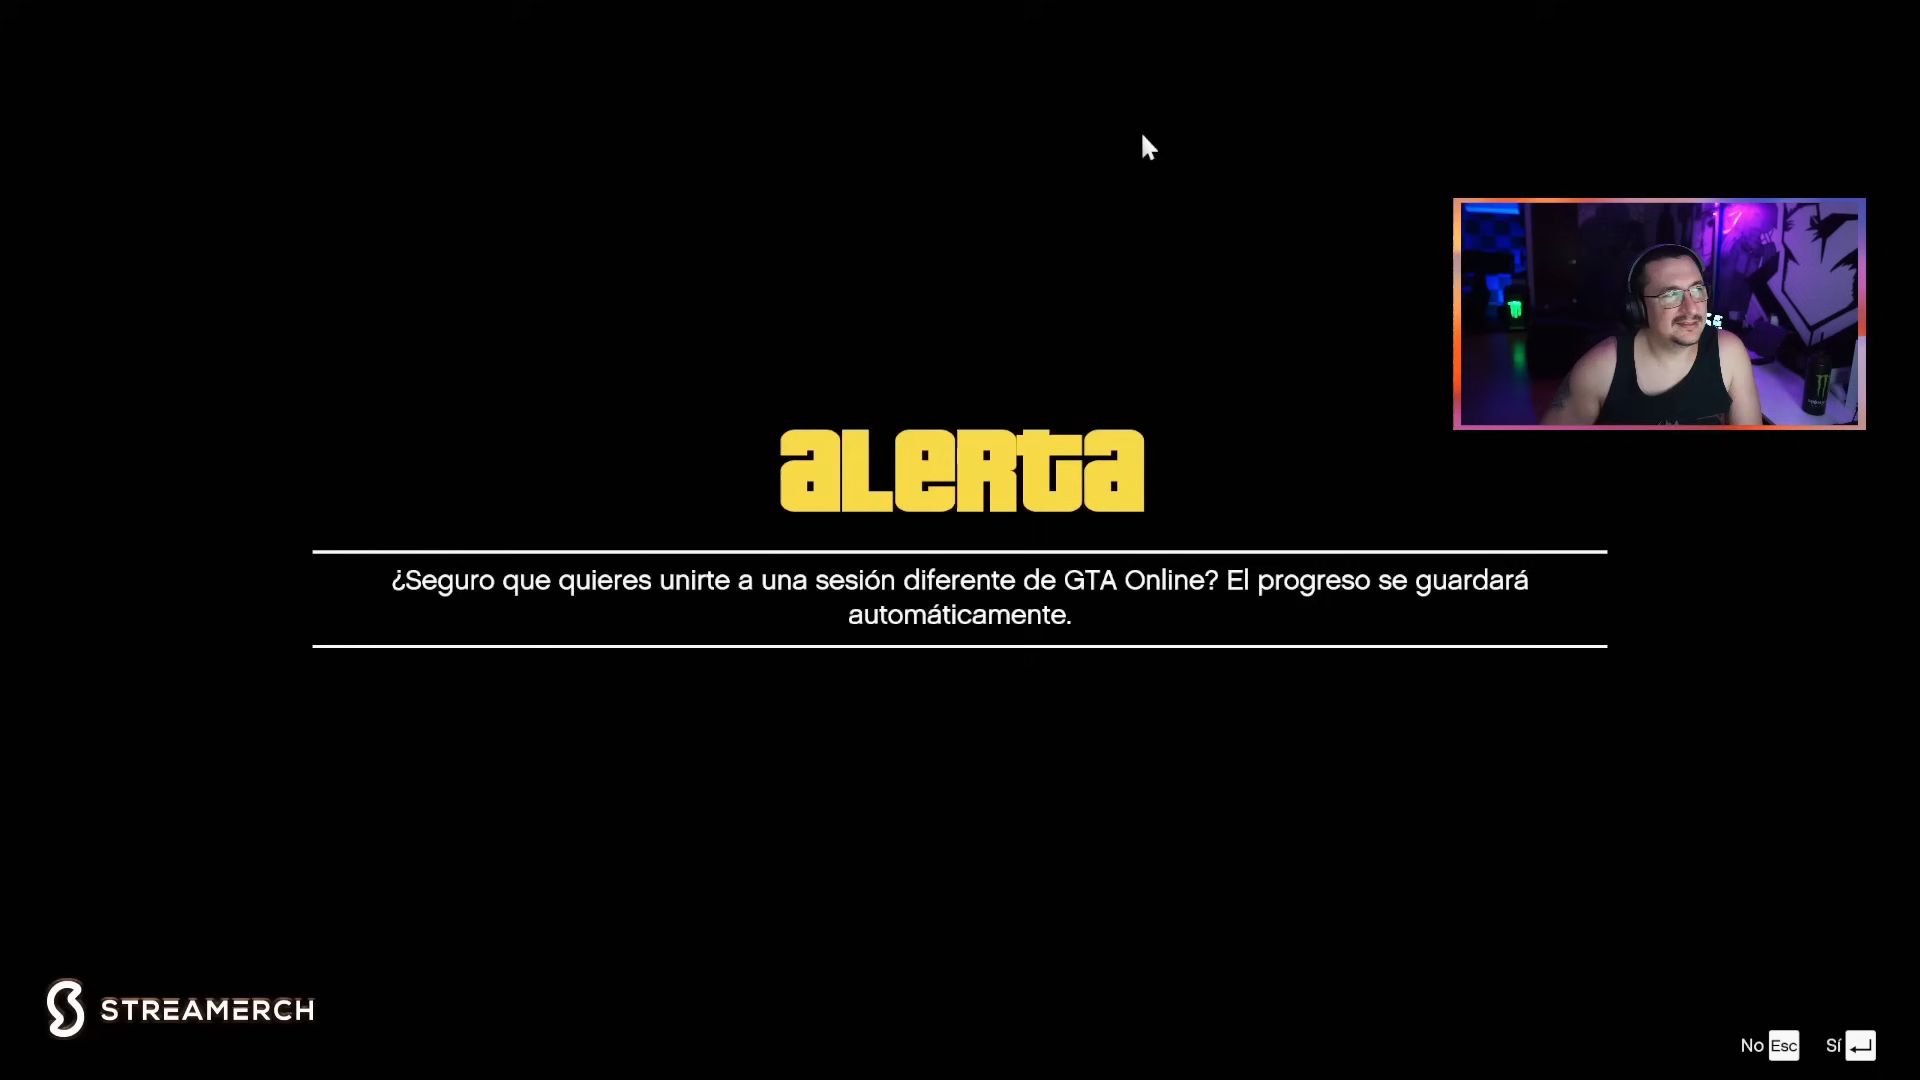 aLeRta
¿Seguro que quieres unirte a una sesión diferente de GTA Online? El progreso se guardará
automáticamente.
STREAMERCH
No Esc Sí